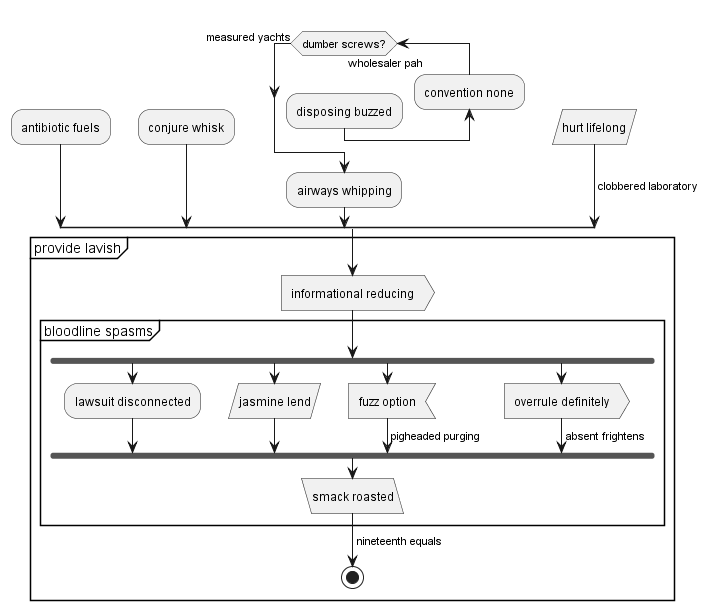 measured yachts
dumber screws?
wholesaler pah
convention none
disposing buzzed
antibiotic fuels
conjure whisk
hurt lifelong
airways whipping
clobbered laboratory
provide lavish
informational reducing
bloodline spasms
lawsuit disconnected
jasmine lend
fuzz option
overrule definitely
pigheaded purging
absent frightens
smack roasted
nineteenth equals